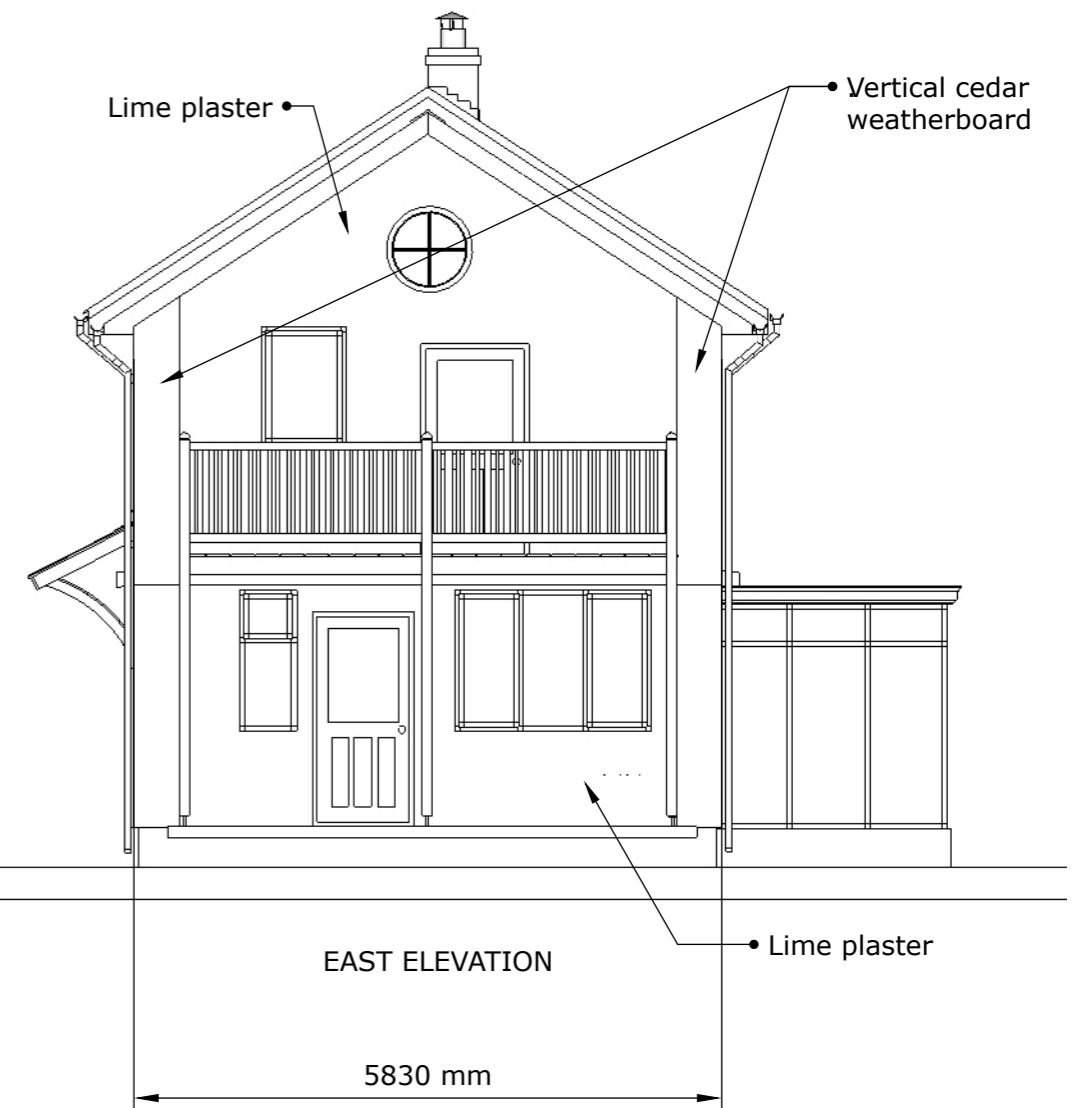 Lime plaster
Vertical cedar
weatherboard
Lime plaster
EAST ELEVATION
5830 mm